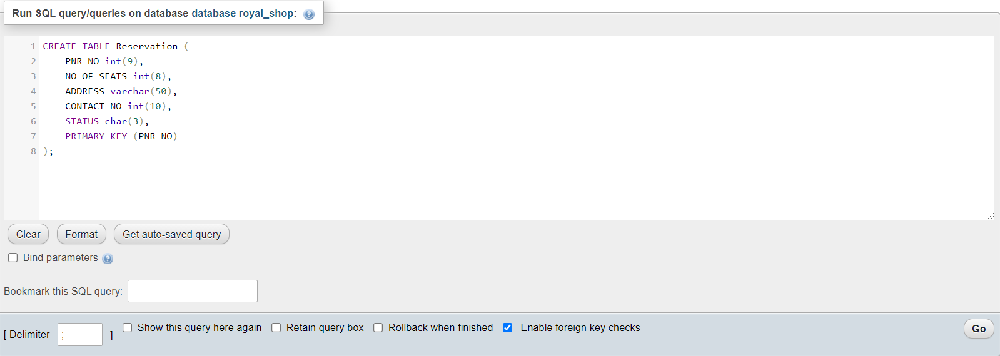 Run SQL query/queries on database database royal_shop:
1 CREATE TABLE Reservation (
2 PNR_NO int(9),
3 NO_OF_SEATS int(8),
4 ADDRESS varchar(50),
5 CONTACT_NO int(10),
6 STATUS char(3),
7 PRIMARY KEY (PNR_NO)
8 );
Clear Format Get auto-saved query
Bind parameters
Bookmark this SQL query:
[ Delimiter ; ] Show this query here again Retain query box Rollback when finished Enable foreign key checks Go